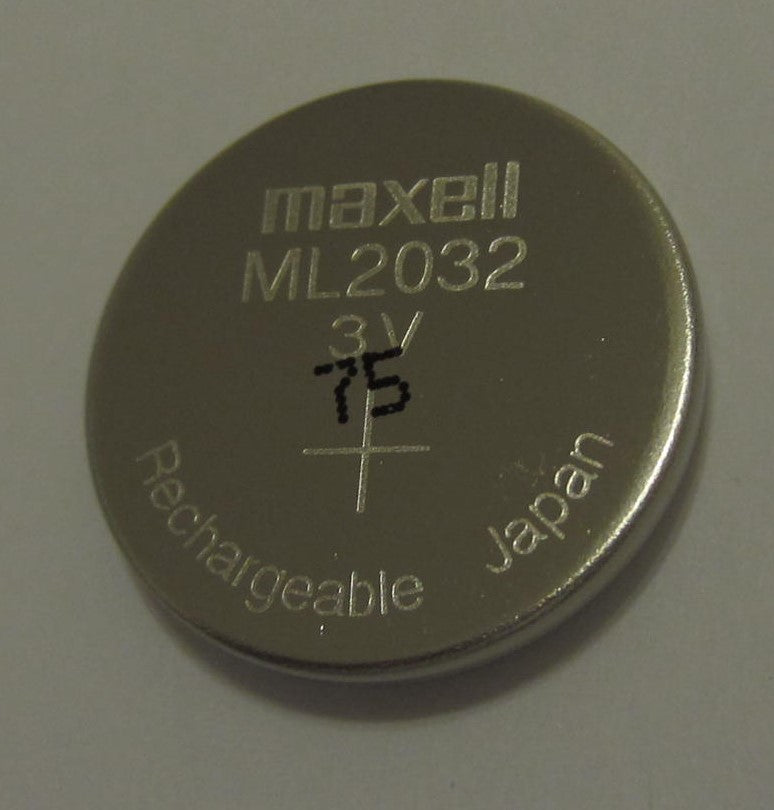 maxell
ML2032
3V
75
+
Rechargeable
Japan